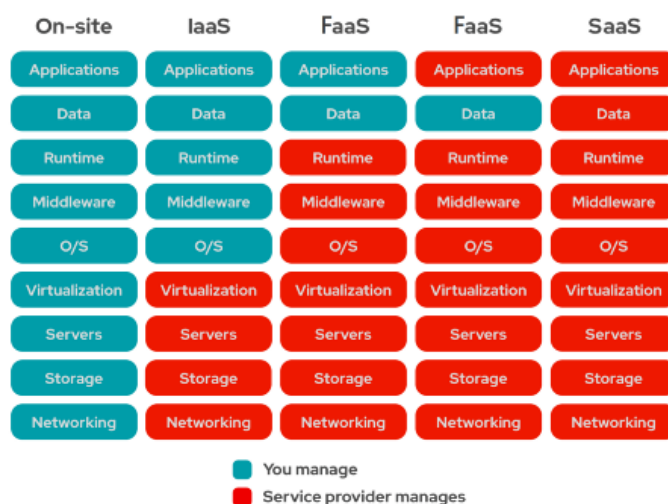 On-site IaaS FaaS FaaS SaaS
Applications Applications Applications Applications Applications
Data Data Data Data Data
Runtime Runtime Runtime Runtime Runtime
Middleware Middleware Middleware Middleware Middleware
O/S O/S O/S O/S O/S
Virtualization Virtualization Virtualization Virtualization Virtualization
Servers Servers Servers Servers Servers
Storage Storage Storage Storage Storage
Networking Networking Networking Networking Networking
You manage
Service provider manages